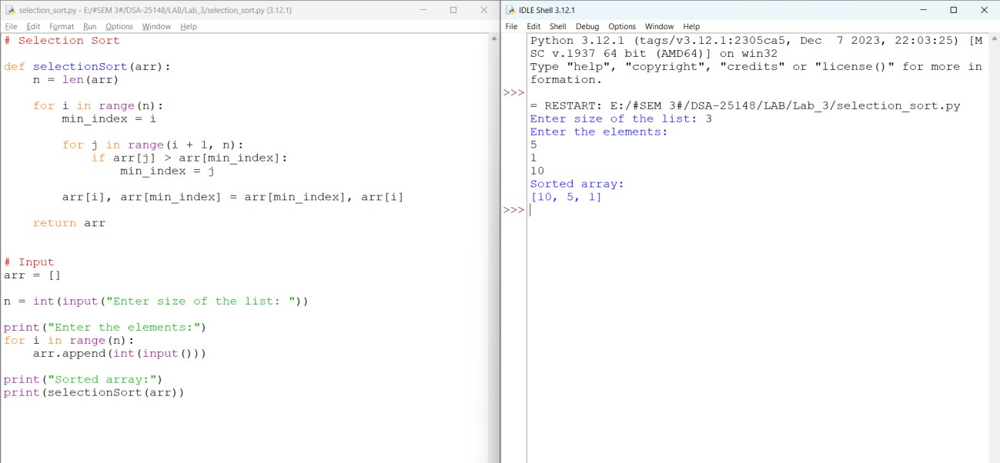 selection_sort.py - E:/#SEM 3#/DSA-25148/LAB/Lab_3/selection_sort.py (3.12.1)
File Edit Format Run Options Window Help
# Selection Sort
def selectionSort(arr):
    n = len(arr)
    for i in range(n):
        min_index = i
        for j in range(i + 1, n):
            if arr[j] > arr[min_index]:
                min_index = j
        arr[i], arr[min_index] = arr[min_index], arr[i]
    return arr
# Input
arr = []
n = int(input("Enter size of the list: "))
print("Enter the elements:")
for i in range(n):
    arr.append(int(input()))
print("Sorted array:")
print(selectionSort(arr))
IDLE Shell 3.12.1
File Edit Shell Debug Options Window Help
Python 3.12.1 (tags/v3.12.1:2305ca5, Dec  7 2023, 22:03:25) [M
SC v.1937 64 bit (AMD64)] on win32
Type "help", "copyright", "credits" or "license()" for more in
formation.
>>>
= RESTART: E:/#SEM 3#/DSA-25148/LAB/Lab_3/selection_sort.py
Enter size of the list: 3
Enter the elements:
5
1
10
Sorted array:
[10, 5, 1]
>>>